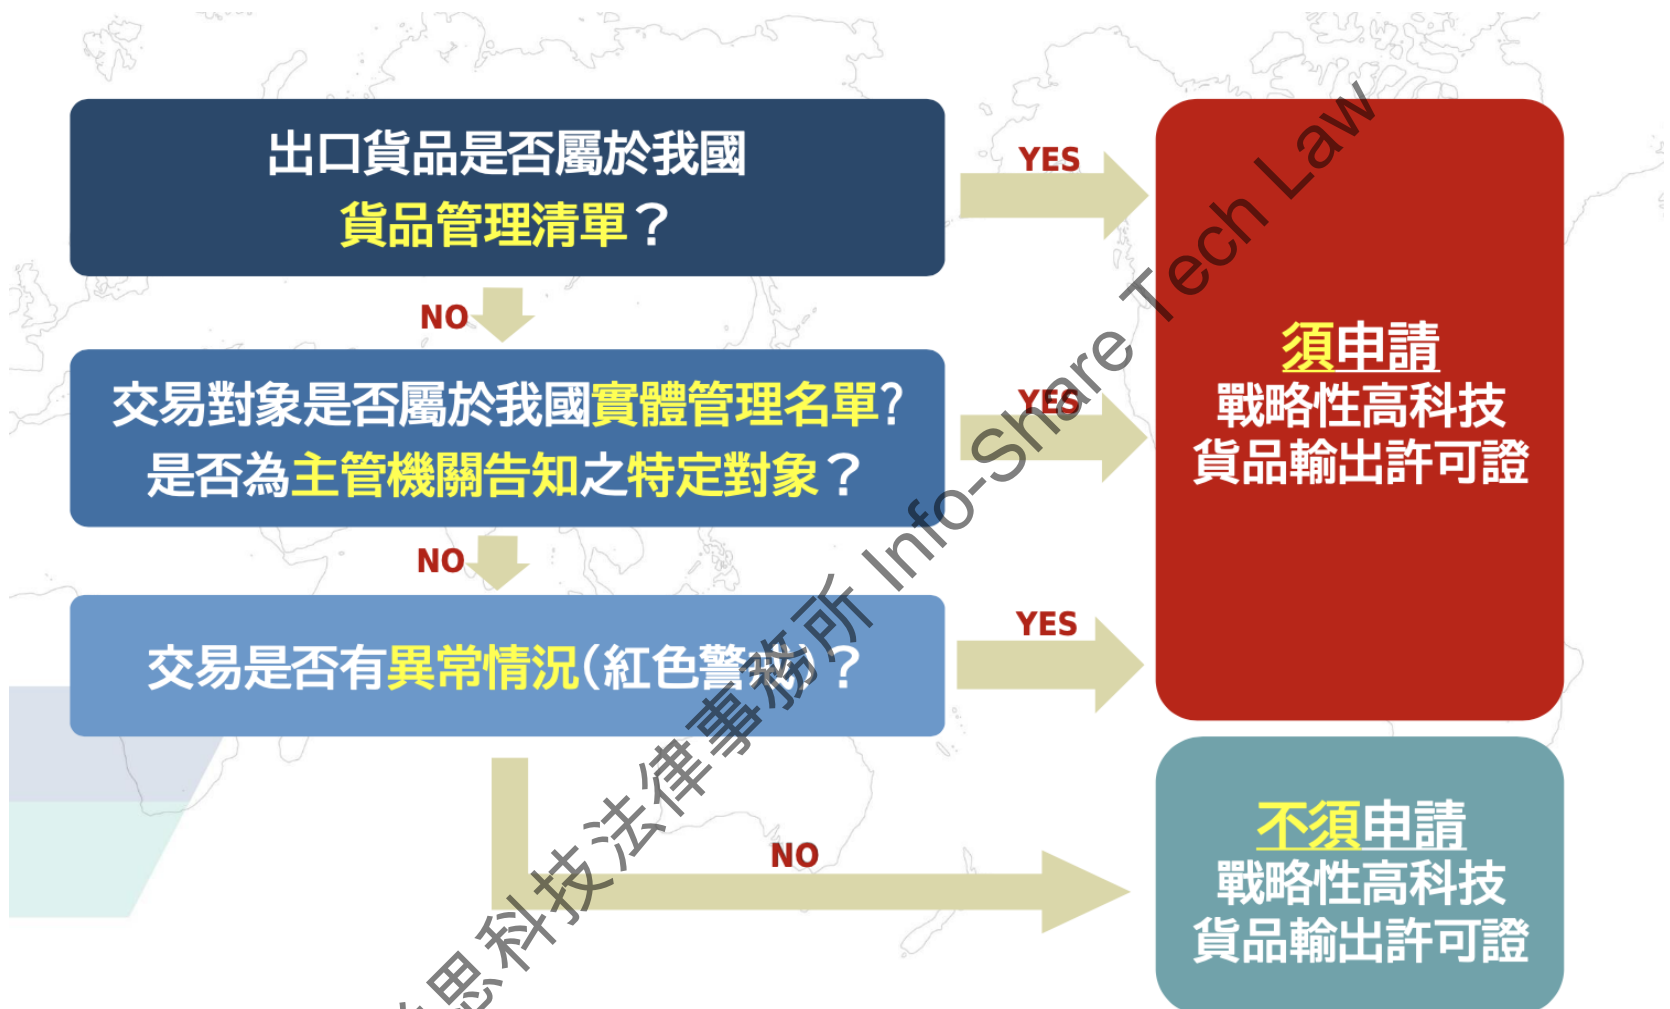 出口貨品是否屬於我國
貨品管理清單？
YES
NO
交易對象是否屬於我國實體管理名單?
是否為主管機關告知之特定對象？
YES
NO
交易是否有異常情況(紅色警戒)？
YES
NO
須申請
戰略性高科技
貨品輸出許可證
不須申請
戰略性高科技
貨品輸出許可證
思科技法律事務所 Info-Share Tech Law